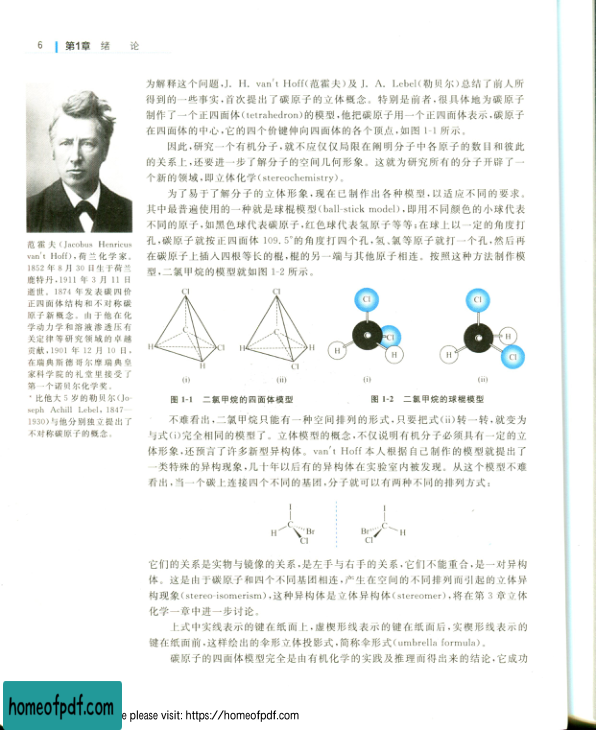 6 第1章 绪 论
为解释这个问题,J. H. van't Hoff(范霍夫)及 J. A. Lebel(勒贝尔)总结了前人所
得到的一些事实,首次提出了碳原子的立体概念。特别是前者,很具体地为碳原子
制作了一个正四面体(tetrahedron)的模型,他把碳原子用一个正四面体表示,碳原子
在四面体的中心,它的四个价键伸向四面体的各个顶点,如图 1-1 所示。
因此,研究一个有机分子,就不应仅仅局限在阐明分子中各原子的数目和彼此
的关系上,还要进一步了解分子的空间几何形象。这就为研究所有的分子开辟了一
个新的领域,即立体化学(stereochemistry)。
为了易于了解分子的立体形象,现在已制作出各种模型,以适应不同的要求。
其中最普遍使用的一种就是球棍模型(ball-stick model),即用不同颜色的小球代表
不同的原子,如黑色球代表碳原子,红色球代表氢原子等等;在球上以一定的角度打
孔,碳原子就按正四面体 109.5°的角度打四个孔,氢、氯等原子就打一个孔,然后再
在碳原子上插入四根等长的棍,棍的另一端与其他原子相连。按照这种方法制作模
型,二氯甲烷的模型就如图 1-2 所示。
范霍夫(Jacobus Henricus
van't Hoff),荷兰化学家。
1852 年 8 月 30 日生于荷兰
鹿特丹,1911 年 3 月 11 日
逝世。1874 年发表碳四价
正四面体结构和不对称碳
原子新概念。由于他在化
学动力学和溶液渗透压有
关定律等研究领域的卓越
贡献,1901 年 12 月 10 日,
在瑞典斯德哥尔摩瑞典皇
家科学院的礼堂里接受了
第一个诺贝尔化学奖。
* 比他大 5 岁的勒贝尔(Jo-
seph Achill Lebel, 1847—
1930)与他分别独立提出了
不对称碳原子的概念。
Cl Cl Cl Cl
C C Cl H
H Cl H H H H H Cl
H Cl
(i) (ii) (i) (ii)
图 1-1 二氯甲烷的四面体模型 图 1-2 二氯甲烷的球棍模型
不难看出,二氯甲烷只能有一种空间排列的形式,只要把式(ii)转一转,就变为
与式(i)完全相同的模型了。立体模型的概念,不仅说明有机分子必须具有一定的立
体形象,还预言了许多新型异构体。van't Hoff 本人根据自己制作的模型就提出了
一类特殊的异构现象,几十年以后有的异构体在实验室内被发现。从这个模型不难
看出,当一个碳上连接四个不同的基团,分子就可以有两种不同的排列方式:
I I
H C Br Br C H
Cl Cl
它们的关系是实物与镜像的关系,是左手与右手的关系,它们不能重合,是一对异构
体。这是由于碳原子和四个不同基团相连,产生在空间的不同排列而引起的立体异
构现象(stereo-isomerism),这种异构体是立体异构体(stereomer),将在第 3 章立体
化学一章中进一步讨论。
上式中实线表示的键在纸面上,虚楔形线表示的键在纸面后,实楔形线表示的
键在纸面前,这样绘出的伞形立体投影式,简称伞形式(umbrella formula)。
碳原子的四面体模型完全是由有机化学的实践及推理而得出来的结论,它成功
homeofpdf.com
e please visit: https://homeofpdf.com